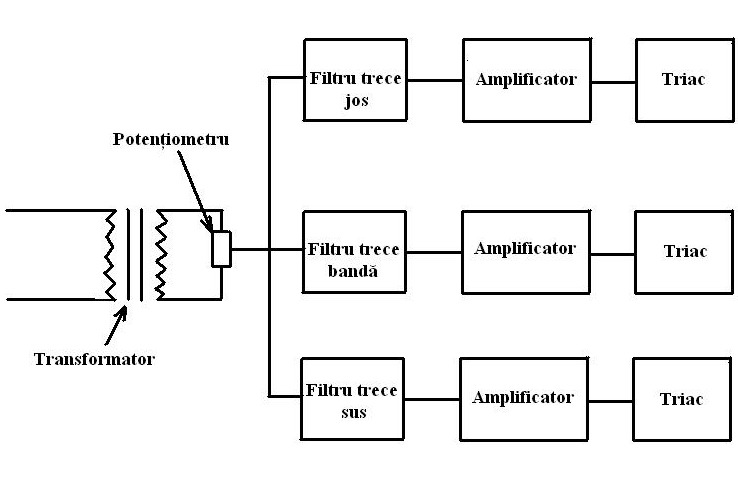 Filtru trece
jos
Amplificator
Triac
Potențiometru
Filtru trece
bandă
Amplificator
Triac
Transformator
Filtru trece
sus
Amplificator
Triac